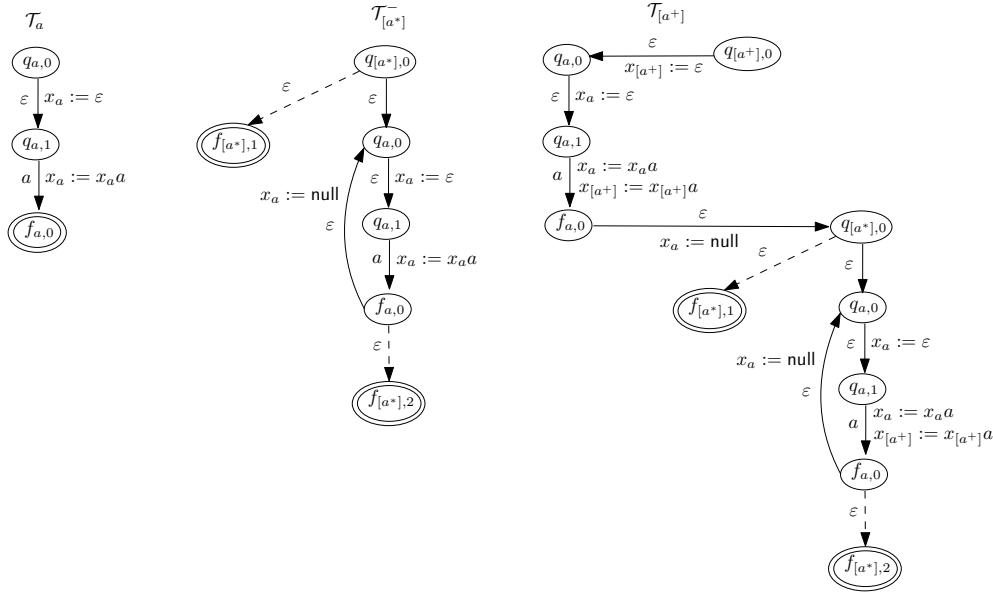 𝒯_a
q_{a,0}
ε x_a := ε
q_{a,1}
a x_a := x_a a
f_{a,0}
𝒯^-_{[a*]}
q_{[a*],0}
ε ε
f_{[a*],1}
q_{a,0}
x_a := null
ε x_a := ε
ε
q_{a,1}
a x_a := x_a a
f_{a,0}
ε
f_{[a*],2}
𝒯_{[a+]}
q_{a,0} ε q_{[a+],0}
x_{[a+]} := ε
ε x_a := ε
q_{a,1}
a x_a := x_a a
x_{[a+]} := x_{[a+]} a
f_{a,0} ε q_{[a*],0}
x_a := null
ε ε
f_{[a*],1}
q_{a,0}
x_a := null
ε x_a := ε
ε
q_{a,1}
a x_a := x_a a
x_{[a+]} := x_{[a+]} a
f_{a,0}
ε
f_{[a*],2}